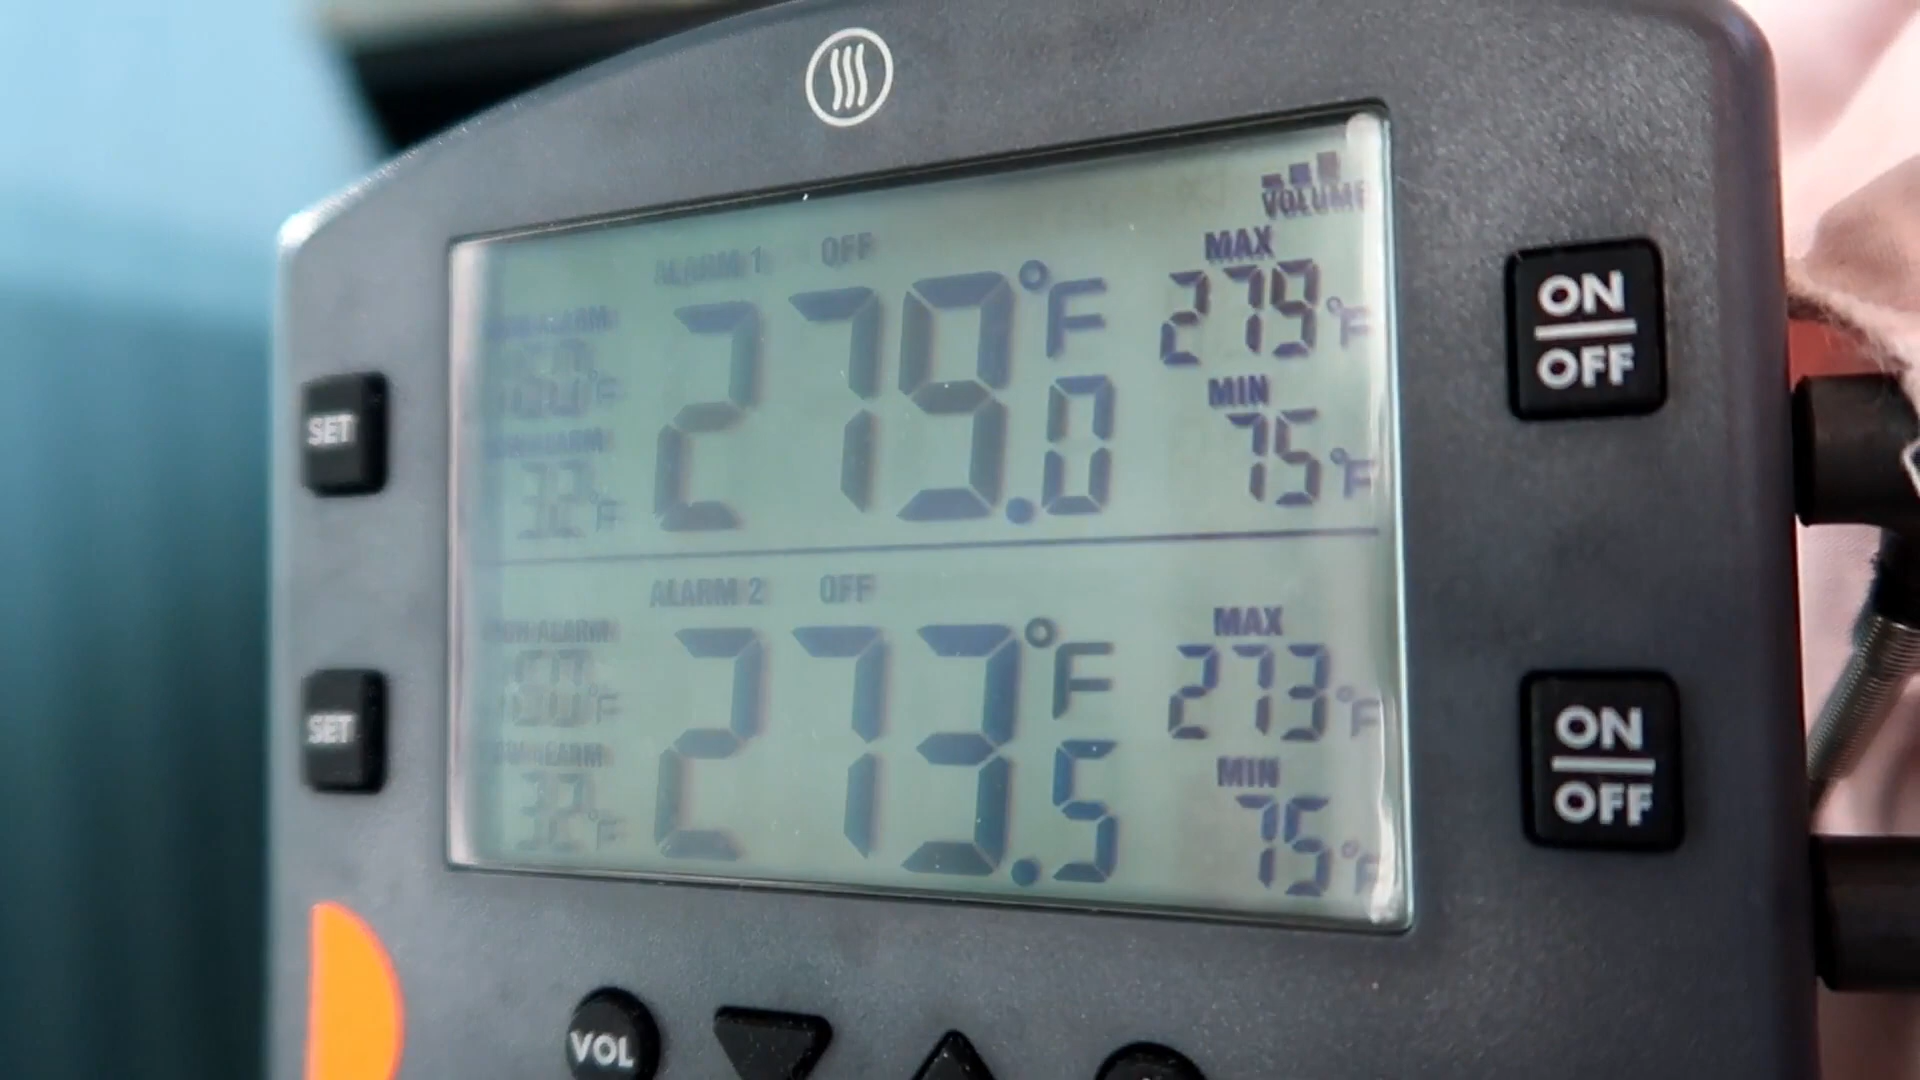 VOLUME
ALARM 1 OFF
MAX
279°F
279.0°F
MIN
75°F
32°F
ALARM 2 OFF
MAX
273°F
273.5°F
MIN
75°F
32°F
SET
SET
ON
OFF
ON
OFF
VOL